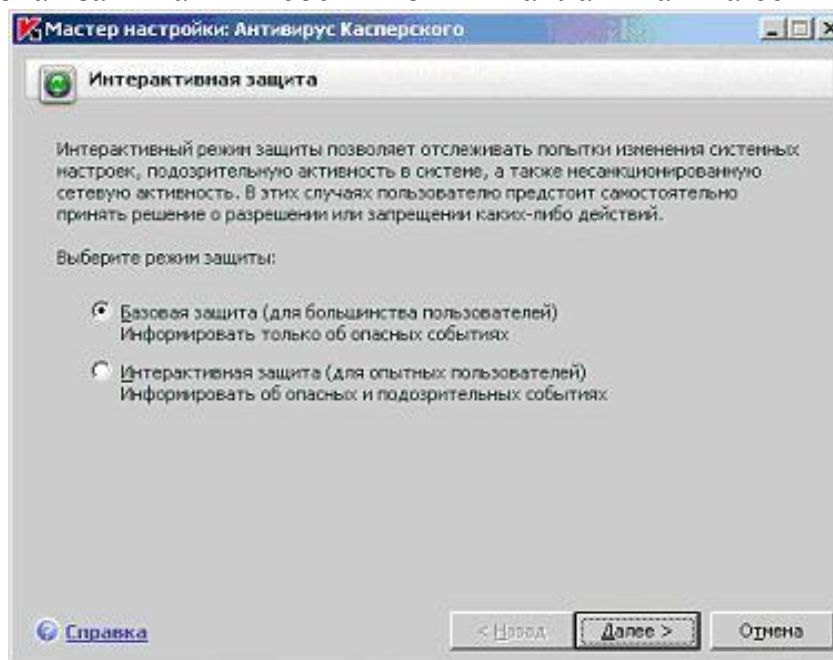 Мастер настройки: Антивирус Касперского
Интерактивная защита
Интерактивный режим защиты позволяет отслеживать попытки изменения системных
настроек, подозрительную активность в системе, а также несанкционированную
сетевую активность. В этих случаях пользователю предстоит самостоятельно
принять решение о разрешении или запрещении каких-либо действий.
Выберите режим защиты:
Базовая защита (для большинства пользователей)
Информировать только об опасных событиях
Интерактивная защита (для опытных пользователей)
Информировать об опасных и подозрительных событиях
Справка
< Назад
Далее >
Отмена